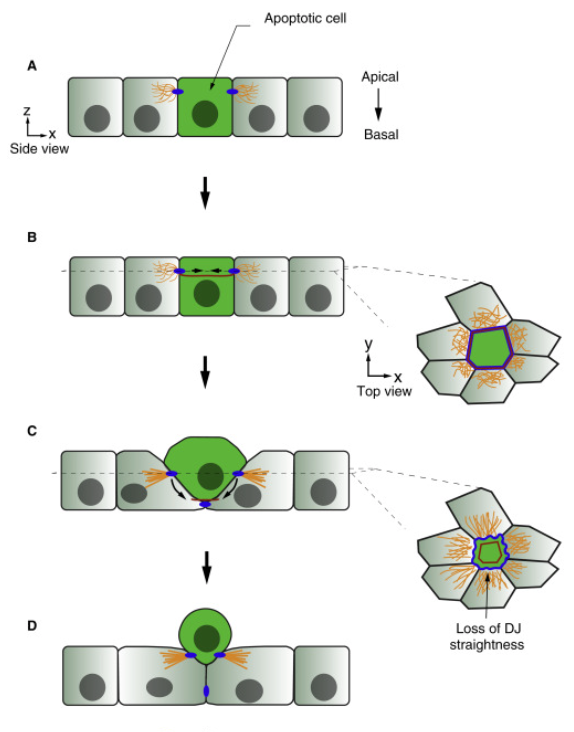 Apoptotic cell
A
Apical
Basal
z
x
Side view
B
y
x
Top view
C
Loss of DJ
straightness
D